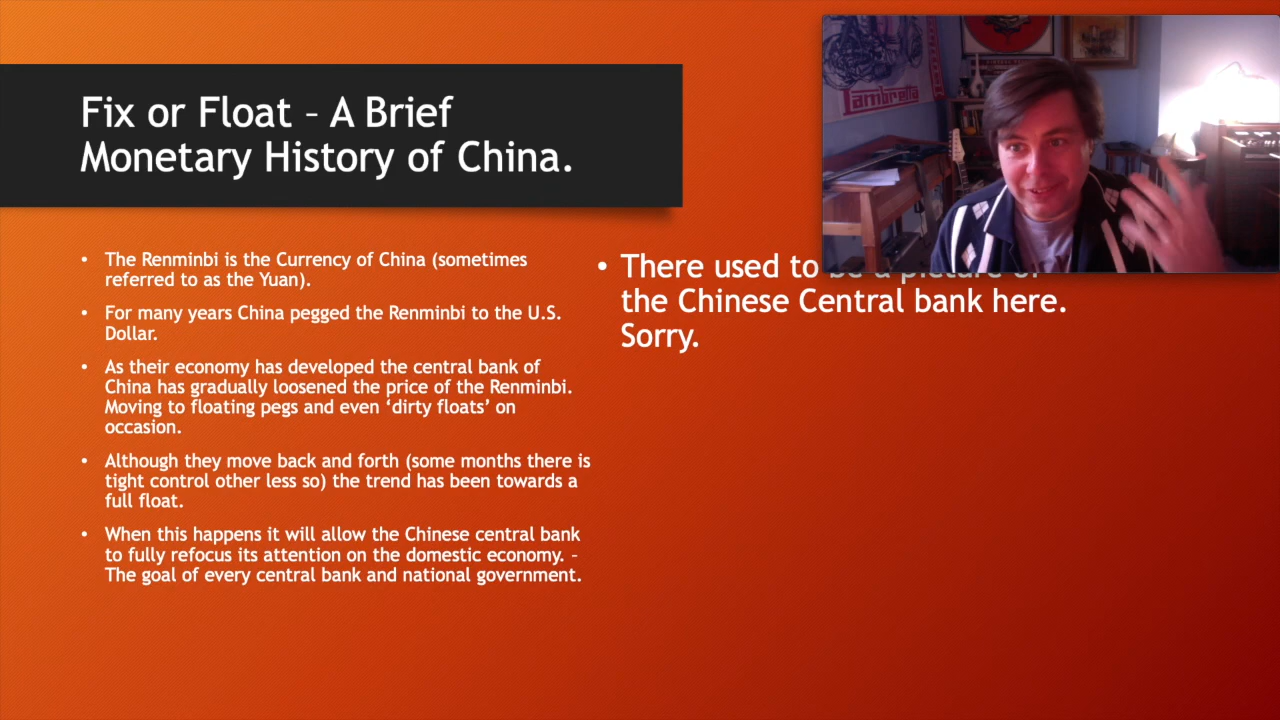 Fix or Float – A Brief
Monetary History of China.
• The Renminbi is the Currency of China (sometimes
referred to as the Yuan).
• For many years China pegged the Renminbi to the U.S.
Dollar.
• As their economy has developed the central bank of
China has gradually loosened the price of the Renminbi.
Moving to floating pegs and even ‘dirty floats’ on
occasion.
• Although they move back and forth (some months there is
tight control other less so) the trend has been towards a
full float.
• When this happens it will allow the Chinese central bank
to fully refocus its attention on the domestic economy. –
The goal of every central bank and national government.
• There used to be a picture of
the Chinese Central bank here.
Sorry.
Lambretta